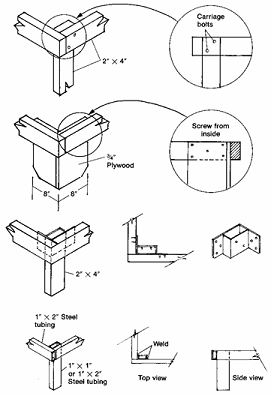 Carriage
bolts
2" × 4"
Screw from
inside
¾"
Plywood
8"
8"
2" × 4"
1" × 2" Steel
tubing
Weld
1" × 1"
or 1" × 2"
Steel tubing
Top view
Side view